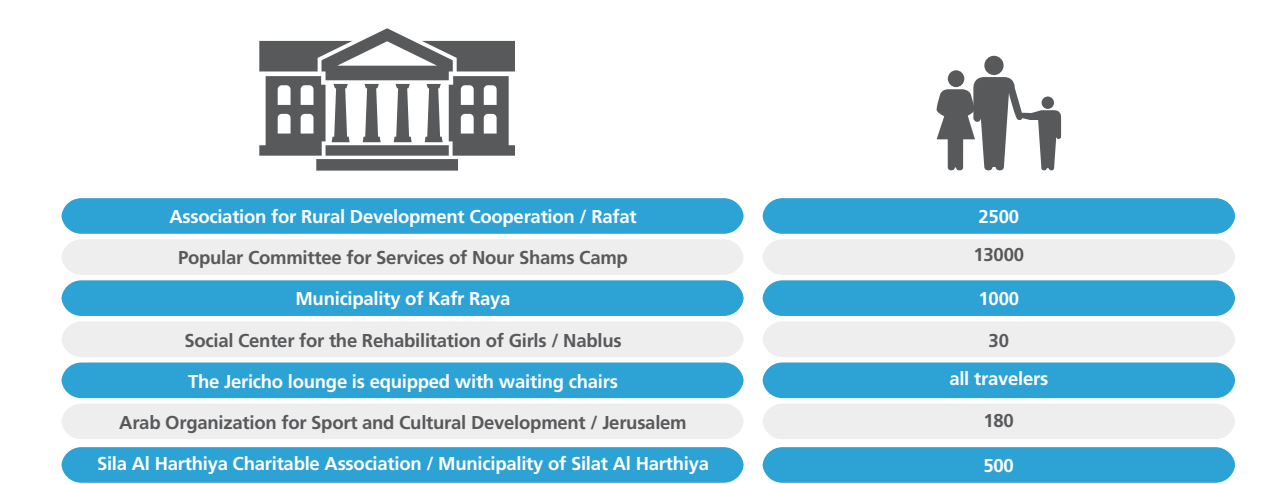 Association for Rural Development Cooperation / Rafat 2500
Popular Committee for Services of Nour Shams Camp 13000
Municipality of Kafr Raya 1000
Social Center for the Rehabilitation of Girls / Nablus 30
The Jericho lounge is equipped with waiting chairs all travelers
Arab Organization for Sport and Cultural Development / Jerusalem 180
Sila Al Harthiya Charitable Association / Municipality of Silat Al Harthiya 500